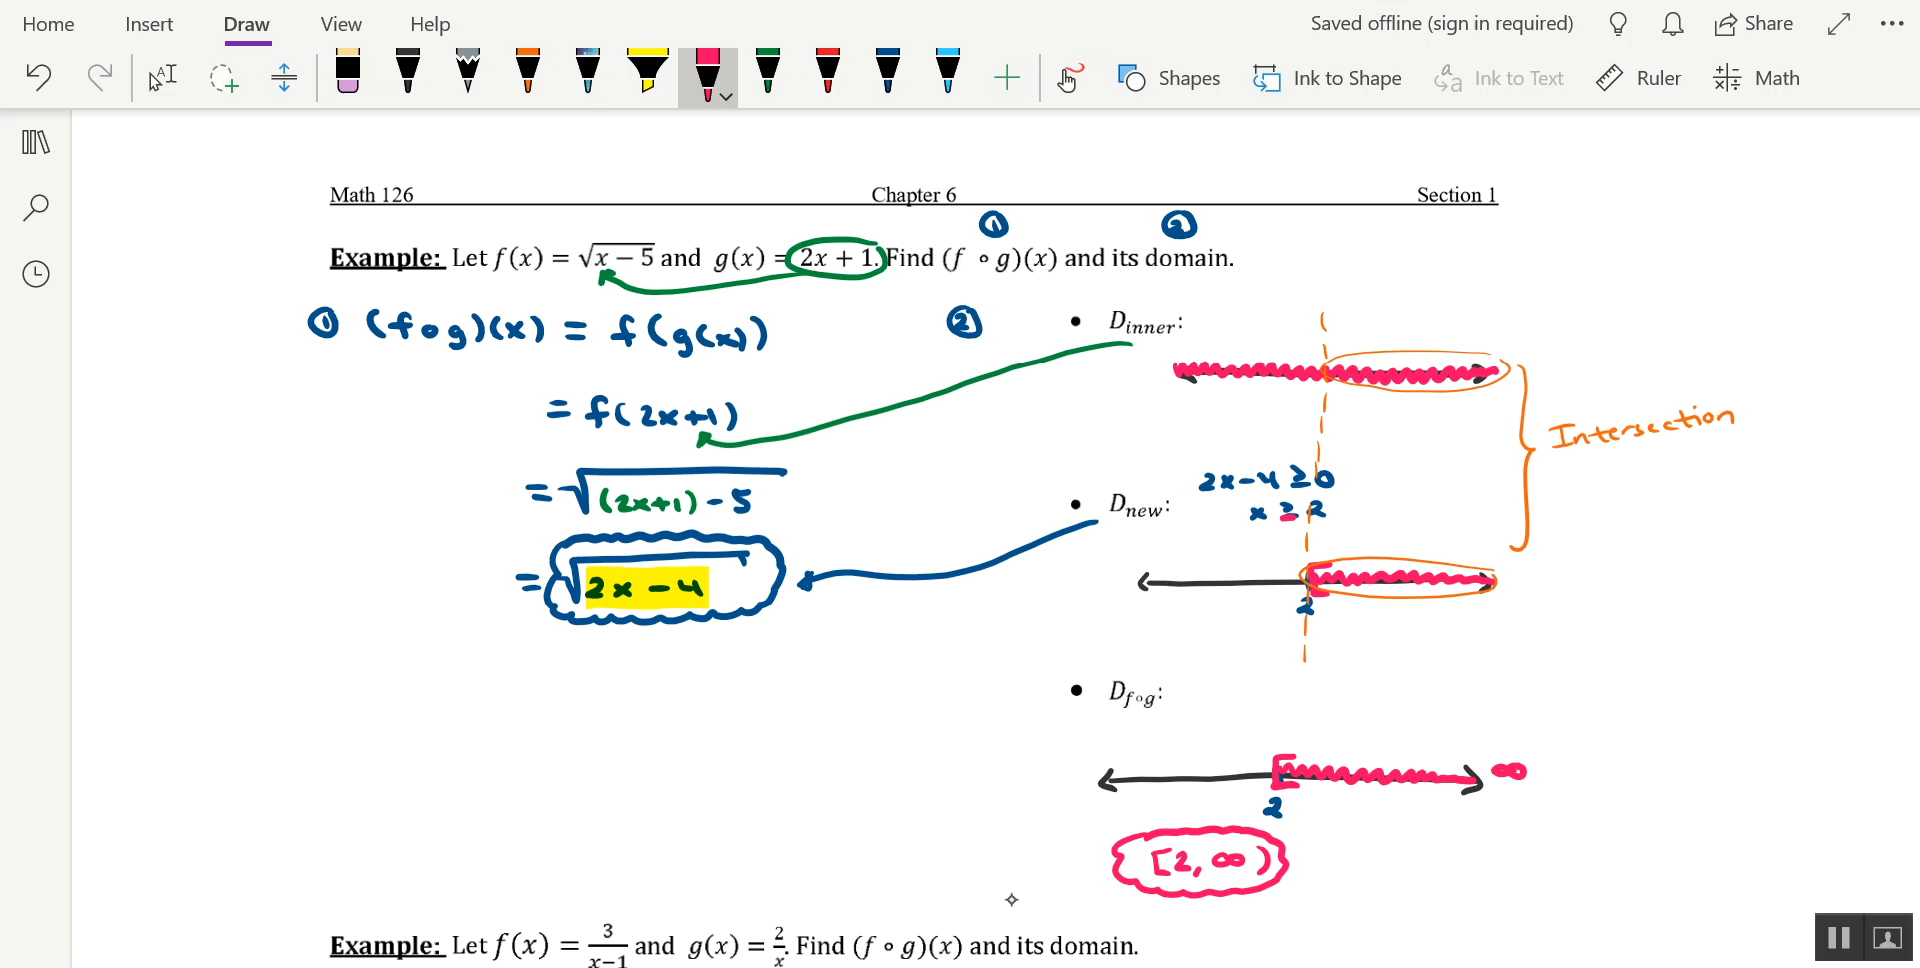 Home Insert Draw View Help Saved offline (sign in required) Share
Shapes Ink to Shape Ink to Text Ruler Math
Math 126 Chapter 6 Section 1
① ②
Example: Let f(x) = √(x − 5) and g(x) = 2x + 1. Find (f ∘ g)(x) and its domain.
① (f∘g)(x) = f(g(x))
= f(2x+1)
= √((2x+1) - 5)
= √(2x - 4)
②
• D_inner:
Intersection
2x-4 ≥ 0
• D_new:
x ≥ 2
2
• D_f∘g:
∞
2
[2, ∞)
Example: Let f(x) = 3/(x−1) and g(x) = 2/x. Find (f ∘ g)(x) and its domain.